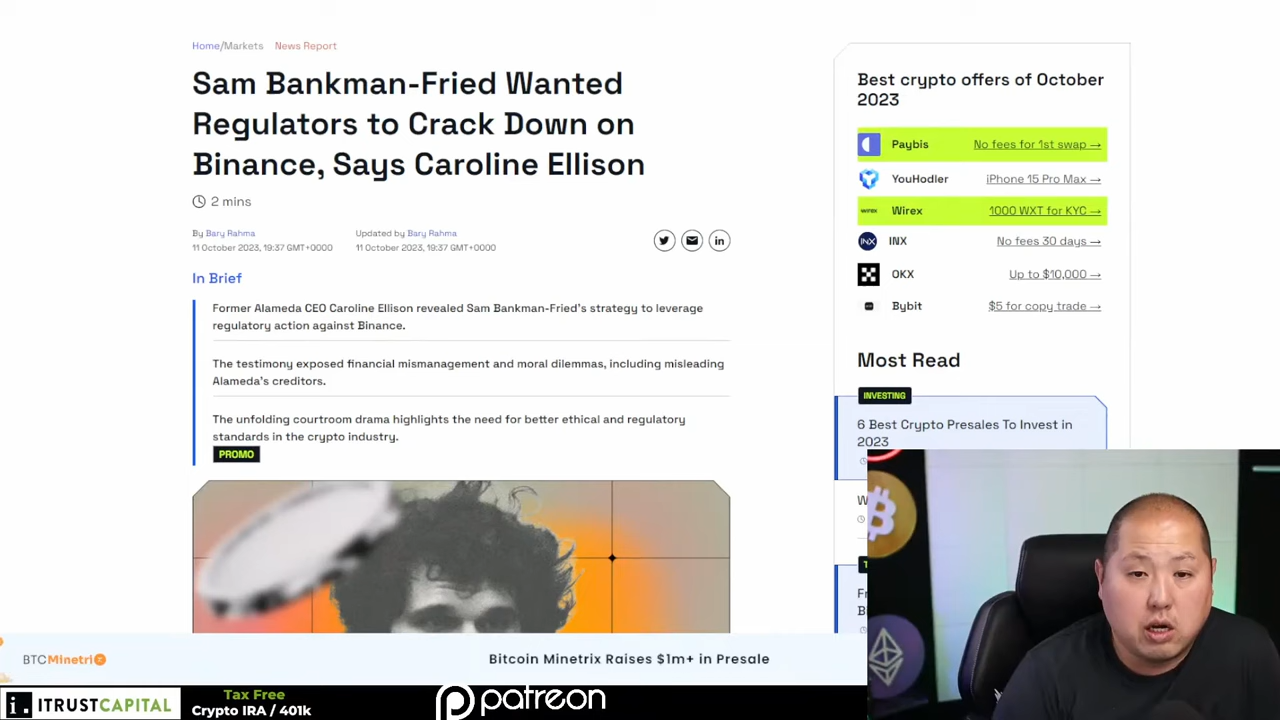 Home/Markets News Report
Sam Bankman-Fried Wanted
Regulators to Crack Down on
Binance, Says Caroline Ellison
2 mins
By Bary Rahma
11 October 2023, 19:37 GMT+0000
Updated by Bary Rahma
11 October 2023, 19:37 GMT+0000
in
In Brief
Former Alameda CEO Caroline Ellison revealed Sam Bankman-Fried's strategy to leverage
regulatory action against Binance.
The testimony exposed financial mismanagement and moral dilemmas, including misleading
Alameda's creditors.
The unfolding courtroom drama highlights the need for better ethical and regulatory
standards in the crypto industry.
PROMO
Best crypto offers of October
2023
Paybis No fees for 1st swap →
YouHodler iPhone 15 Pro Max →
wirex Wirex 1000 WXT for KYC →
INX INX No fees 30 days →
OKX Up to $10,000 →
Bybit $5 for copy trade →
Most Read
INVESTING
6 Best Crypto Presales To Invest in
2023
BTCMinetrix
Bitcoin Minetrix Raises $1m+ in Presale
i. ITRUSTCAPITAL
Tax Free
Crypto IRA / 401k
patreon